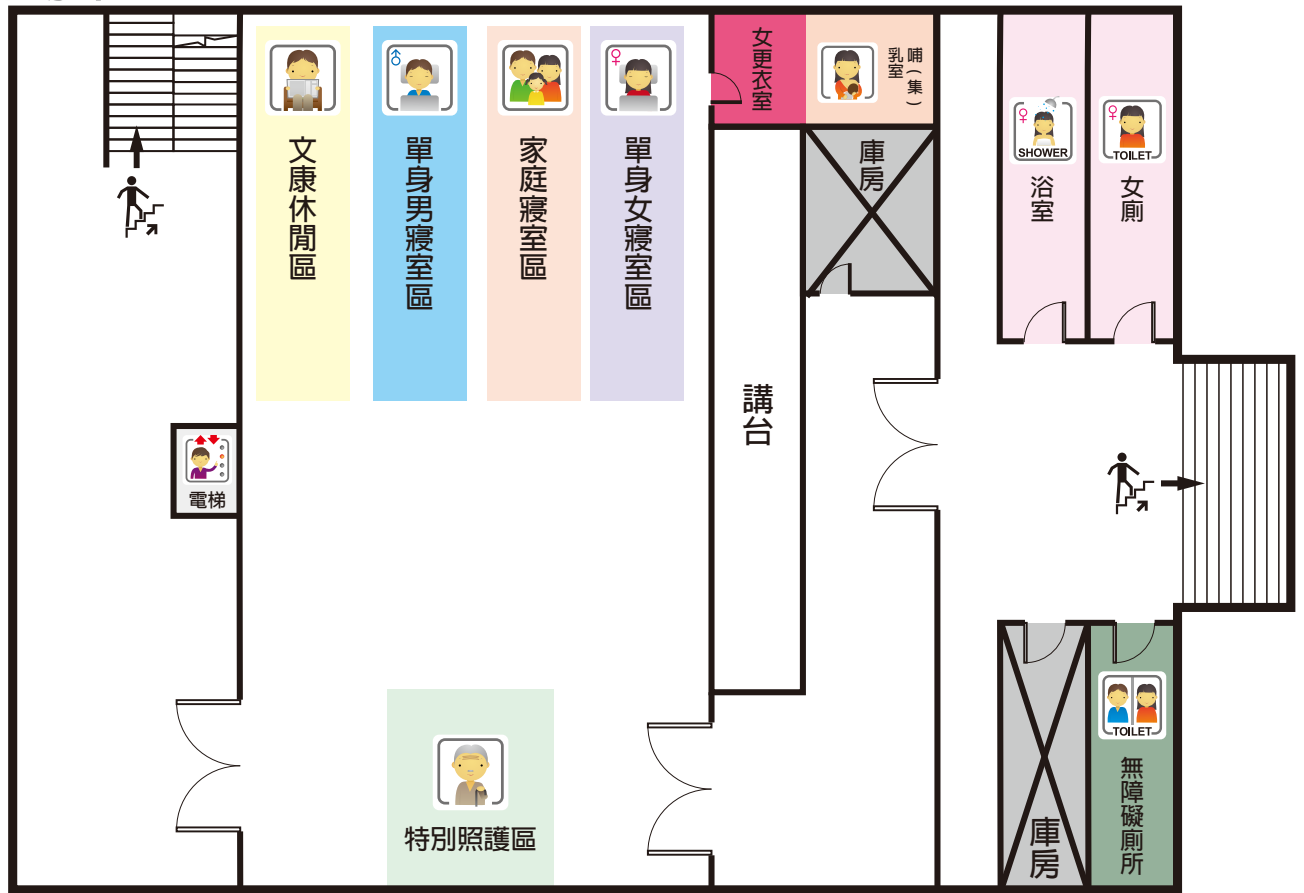 文康休閒區
單身男寢室區
家庭寢室區
單身女寢室區
女更衣室
哺(集)
乳室
庫房
SHOWER
浴室
TOILET
女廁
講台
電梯
特別照護區
庫房
TOILET
無障礙廁所